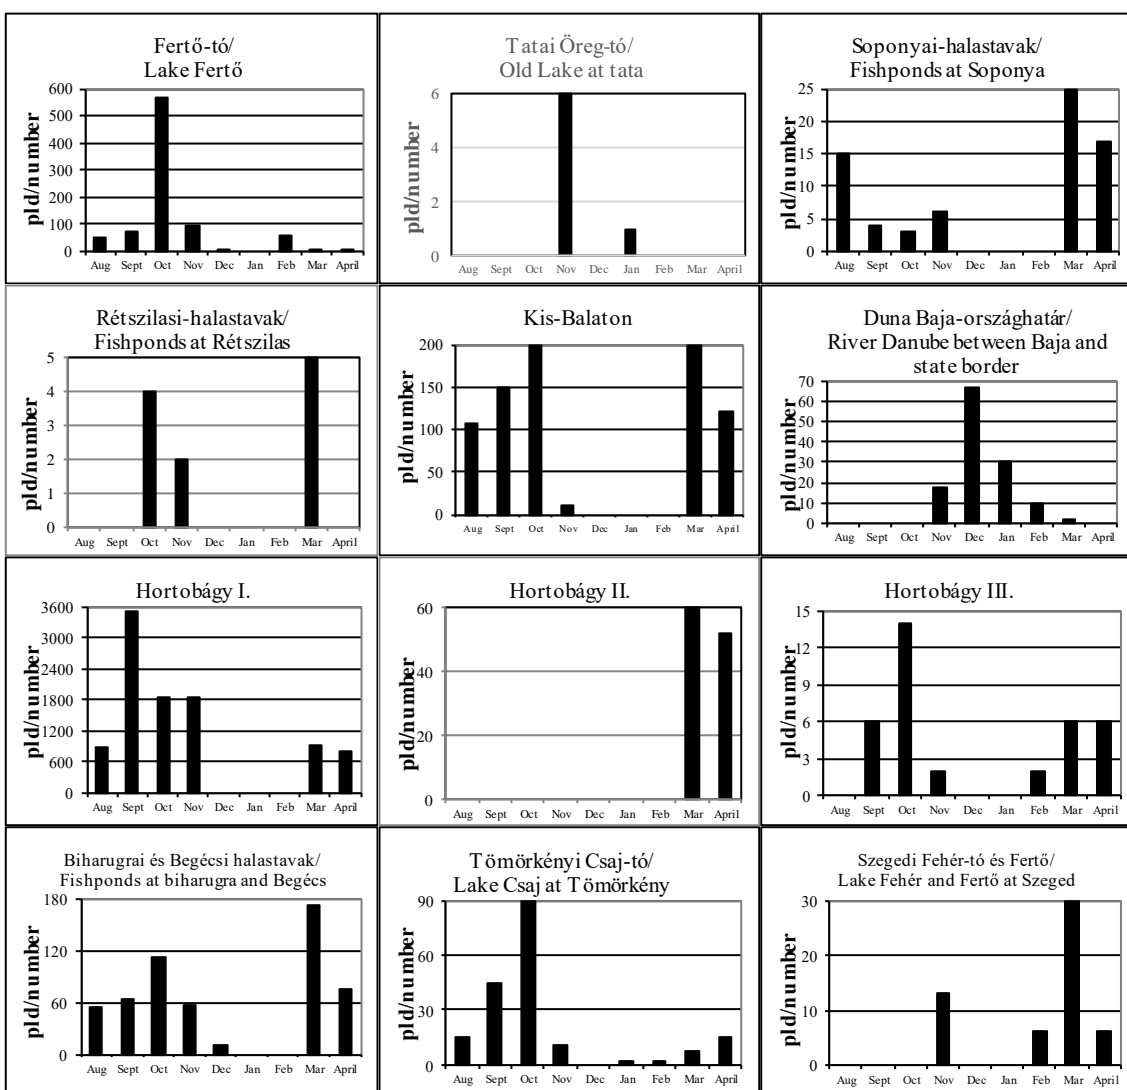 Fertő-tó/
Lake Fertő
pld/number
600
500
400
300
200
100
0
Aug Sept Oct Nov Dec Jan Feb Mar April
Tatai Öreg-tó/
Old Lake at tata
pld/number
6
4
2
0
Aug Sept Oct Nov Dec Jan Feb Mar April
Soponyai-halastavak/
Fishponds at Soponya
pld/number
25
20
15
10
5
0
Aug Sept Oct Nov Dec Jan Feb Mar April
Rétszilasi-halastavak/
Fishponds at Rétszilas
pld/number
5
4
3
2
1
0
Aug Sept Oct Nov Dec Jan Feb Mar April
Kis-Balaton
pld/number
200
150
100
50
0
Aug Sept Oct Nov Dec Jan Feb Mar April
Duna Baja-országhatár/
River Danube between Baja and
state border
pld/number
70
60
50
40
30
20
10
0
Aug Sept Oct Nov Dec Jan Feb Mar April
Hortobágy I.
pld/number
3600
3000
2400
1800
1200
600
0
Aug Sept Oct Nov Dec Jan Feb Mar April
Hortobágy II.
pld/number
60
40
20
0
Aug Sept Oct Nov Dec Jan Feb Mar April
Hortobágy III.
pld/number
15
12
9
6
3
0
Aug Sept Oct Nov Dec Jan Feb Mar April
Biharugrai és Begécsi halastavak/
Fishponds at biharugra and Begécs
pld/number
180
120
60
0
Aug Sept Oct Nov Dec Jan Feb Mar April
Tömörkényi Csaj-tó/
Lake Csaj at Tömörkény
pld/number
90
60
30
0
Aug Sept Oct Nov Dec Jan Feb Mar April
Szegedi Fehér-tó és Fertő/
Lake Fehér and Fertő at Szeged
pld/number
30
20
10
0
Aug Sept Oct Nov Dec Jan Feb Mar April